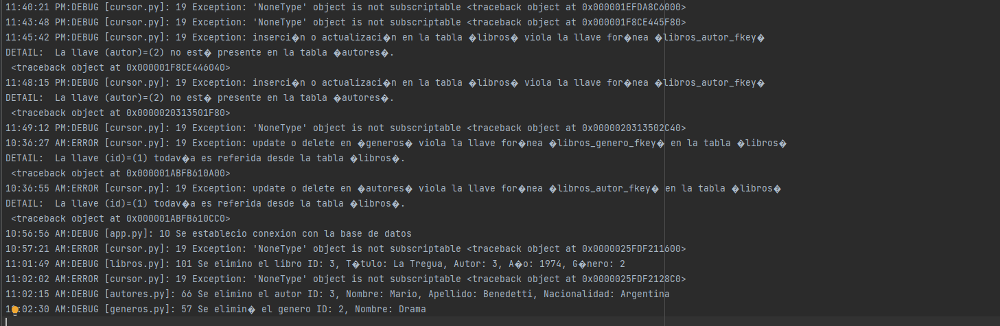 11:40:21 PM:DEBUG [cursor.py]: 19 Exception: 'NoneType' object is not subscriptable <traceback object at 0x000001EFDA8C6000>
11:43:48 PM:DEBUG [cursor.py]: 19 Exception: 'NoneType' object is not subscriptable <traceback object at 0x000001F8CE445F80>
11:45:42 PM:DEBUG [cursor.py]: 19 Exception: inserci�n o actualizaci�n en la tabla �libros� viola la llave for�nea �libros_autor_fkey�
DETAIL:  La llave (autor)=(2) no est� presente en la tabla �autores�.
 <traceback object at 0x000001F8CE446040>
11:48:15 PM:DEBUG [cursor.py]: 19 Exception: inserci�n o actualizaci�n en la tabla �libros� viola la llave for�nea �libros_autor_fkey�
DETAIL:  La llave (autor)=(2) no est� presente en la tabla �autores�.
 <traceback object at 0x0000020313501F80>
11:49:12 PM:DEBUG [cursor.py]: 19 Exception: 'NoneType' object is not subscriptable <traceback object at 0x0000020313502C40>
10:36:27 AM:ERROR [cursor.py]: 19 Exception: update o delete en �generos� viola la llave for�nea �libros_genero_fkey� en la tabla �libros�
DETAIL:  La llave (id)=(1) todav�a es referida desde la tabla �libros�.
 <traceback object at 0x000001ABFB610A00>
10:36:55 AM:ERROR [cursor.py]: 19 Exception: update o delete en �autores� viola la llave for�nea �libros_autor_fkey� en la tabla �libros�
DETAIL:  La llave (id)=(1) todav�a es referida desde la tabla �libros�.
 <traceback object at 0x000001ABFB610CC0>
10:56:56 AM:DEBUG [app.py]: 10 Se establecio conexion con la base de datos
10:57:21 AM:ERROR [cursor.py]: 19 Exception: 'NoneType' object is not subscriptable <traceback object at 0x0000025FDF211600>
11:01:49 AM:DEBUG [libros.py]: 101 Se elimino el libro ID: 3, T�tulo: La Tregua, Autor: 3, A�o: 1974, G�nero: 2
11:02:02 AM:ERROR [cursor.py]: 19 Exception: 'NoneType' object is not subscriptable <traceback object at 0x0000025FDF2128C0>
11:02:15 AM:DEBUG [autores.py]: 66 Se elimino el autor ID: 3, Nombre: Mario, Apellido: Benedetti, Nacionalidad: Argentina
11:02:30 AM:DEBUG [generos.py]: 57 Se elimin� el genero ID: 2, Nombre: Drama